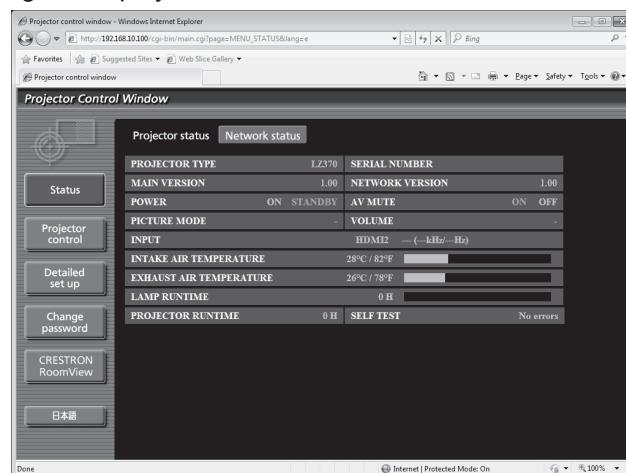 Projector control window - Windows Internet Explorer
http://192.168.10.100/cgi-bin/main.cgi?page=MENU_STATUS&lang=e
Bing
Favorites Suggested Sites Web Slice Gallery
Projector control window Page Safety Tools
Projector Control Window
Projector status Network status
PROJECTOR TYPE LZ370 SERIAL NUMBER
MAIN VERSION 1.00 NETWORK VERSION 1.00
POWER ON STANDBY AV MUTE ON OFF
PICTURE MODE - VOLUME -
INPUT HDMI2 --- (---kHz/---Hz)
INTAKE AIR TEMPERATURE 28°C / 82°F
EXHAUST AIR TEMPERATURE 26°C / 78°F
LAMP RUNTIME 0 H
PROJECTOR RUNTIME 0 H SELF TEST No errors
Status
Projector
control
Detailed
set up
Change
password
CRESTRON
RoomView
日本語
Done Internet | Protected Mode: On 100%